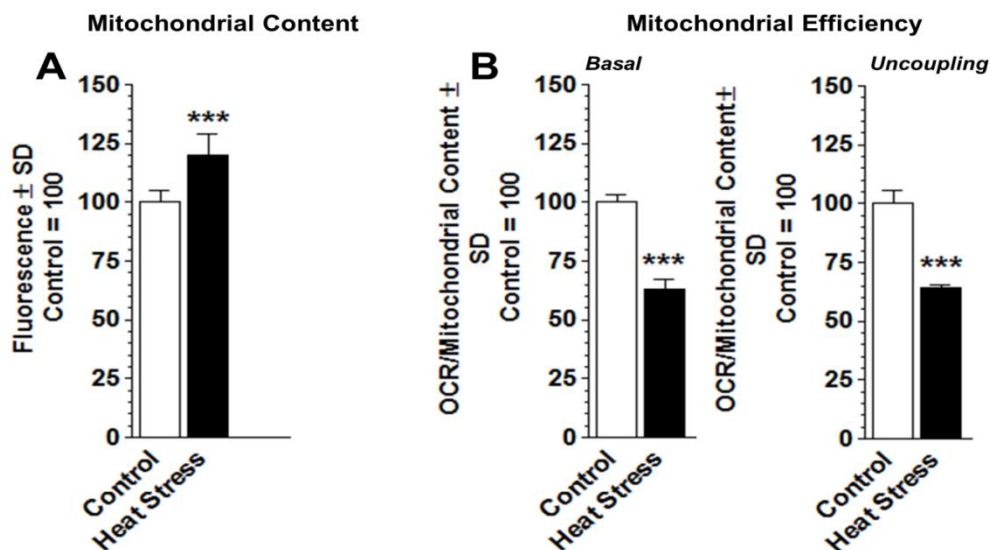 Mitochondrial Content
Mitochondrial Efficiency
A
Fluorescence ± SD
Control = 100
150
125
100
75
50
25
0
***
Control
Heat Stress
B
Basal
OCR/Mitochondrial Content ±
SD
Control = 100
150
125
100
75
50
25
0
***
Control
Heat Stress
Uncoupling
OCR/Mitochondrial Content±
SD
Control = 100
150
125
100
75
50
25
0
***
Control
Heat Stress